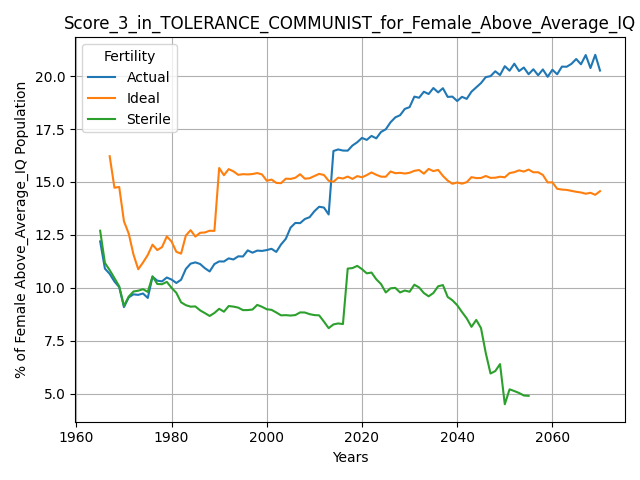 Score_3_in_TOLERANCE_COMMUNIST_for_Female_Above_Average_IQ
Fertility
Actual
Ideal
Sterile
% of Female Above_Average_IQ Population
20.0
17.5
15.0
12.5
10.0
7.5
5.0
1960 1980 2000 2020 2040 2060
Years